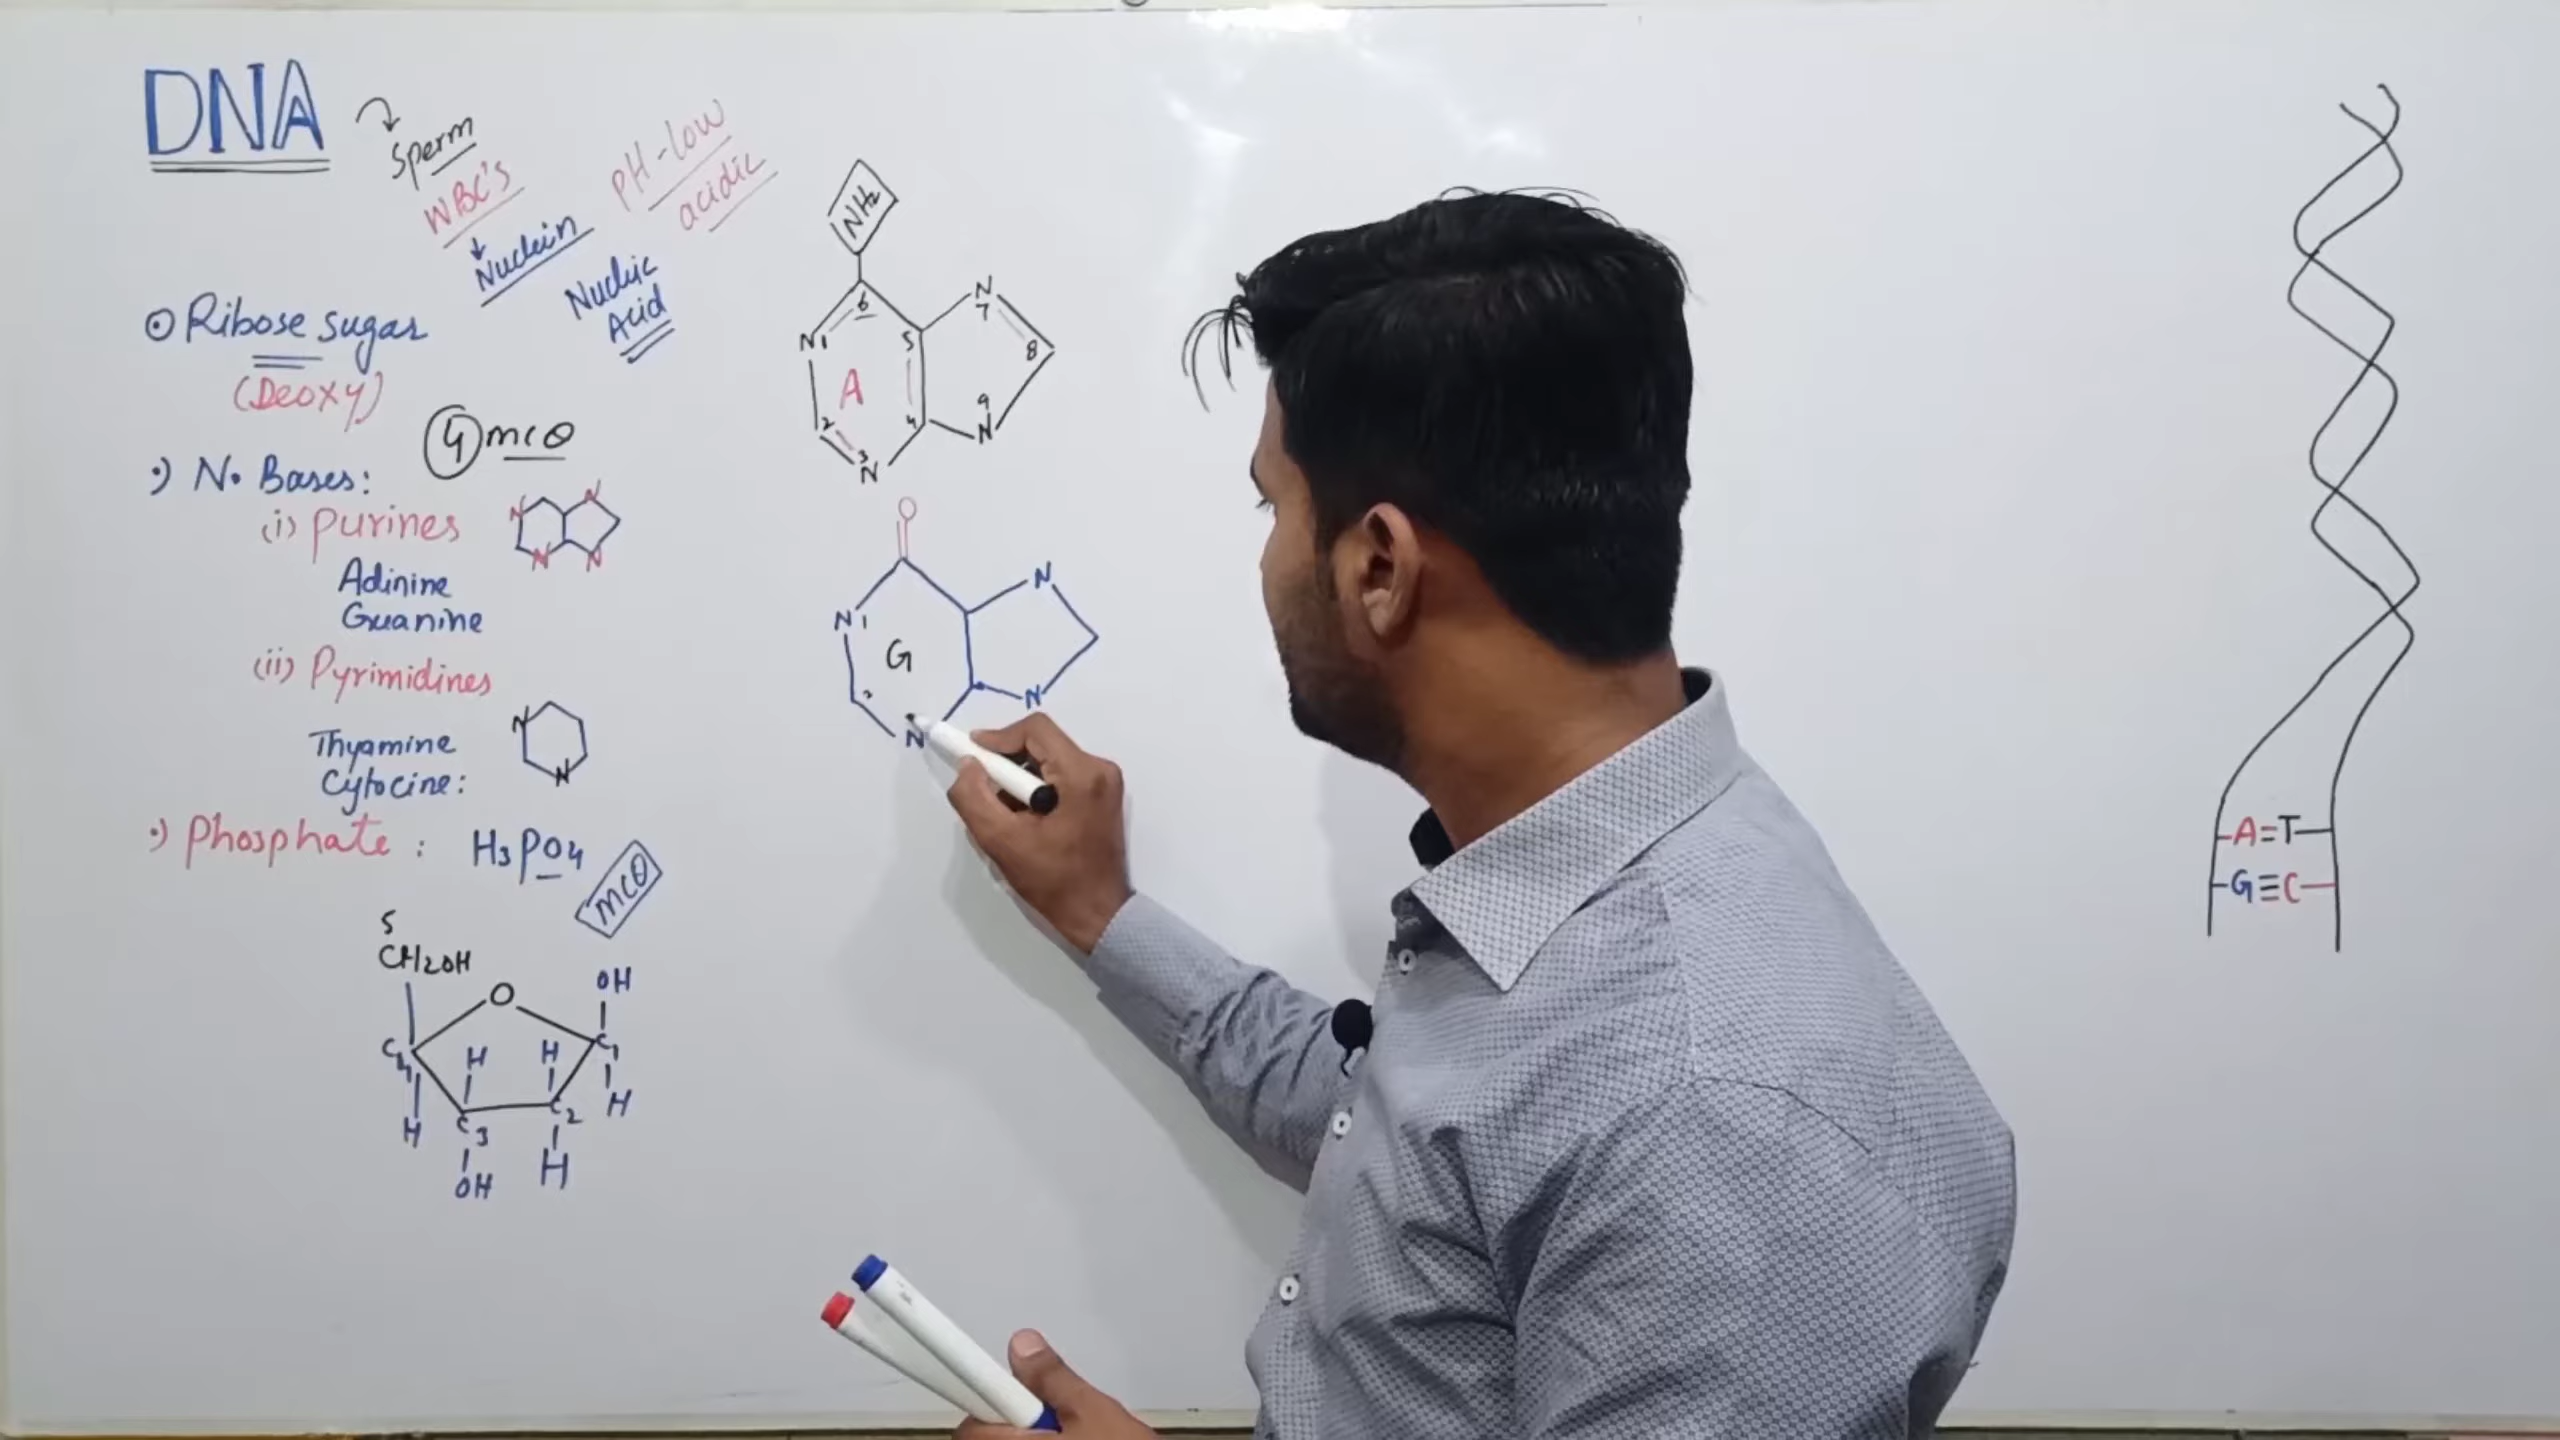 DNA
Sperm
WBC's
Nuclein
pH-low
acidic
Nucleic
Acid
Ribose sugar
(Deoxy)
4 mcQ
N. Bases:
(i) Purines
N N
N N
Adinine
Guanine
(ii) Pyrimidines
Thyamine
Cytocine:
N
N
Phosphate : H3PO4
mcQ
5
CH2OH
O
OH
C4 H H C1
H C3 C2 H
OH H
NH2
6 N7
N1 5 8
A
2 4 9
3 N
N
O
N
N1
G
2
N N
A=T
G≡C